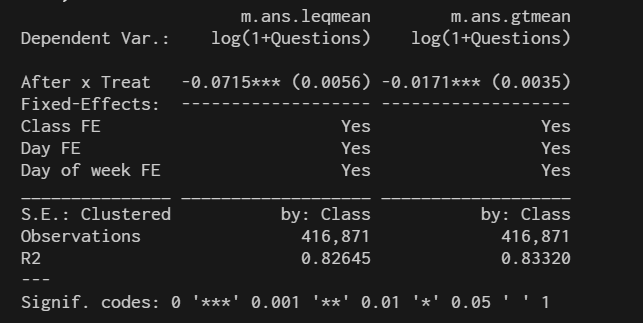 m.ans.leqmean m.ans.gtmean
Dependent Var.: log(1+Questions) log(1+Questions)
After x Treat -0.0715*** (0.0056) -0.0171*** (0.0035)
Fixed-Effects: ------------------- -------------------
Class FE Yes Yes
Day FE Yes Yes
Day of week FE Yes Yes
_______________ ___________________ ___________________
S.E.: Clustered by: Class by: Class
Observations 416,871 416,871
R2 0.82645 0.83320
---
Signif. codes: 0 '***' 0.001 '**' 0.01 '*' 0.05 ' ' 1